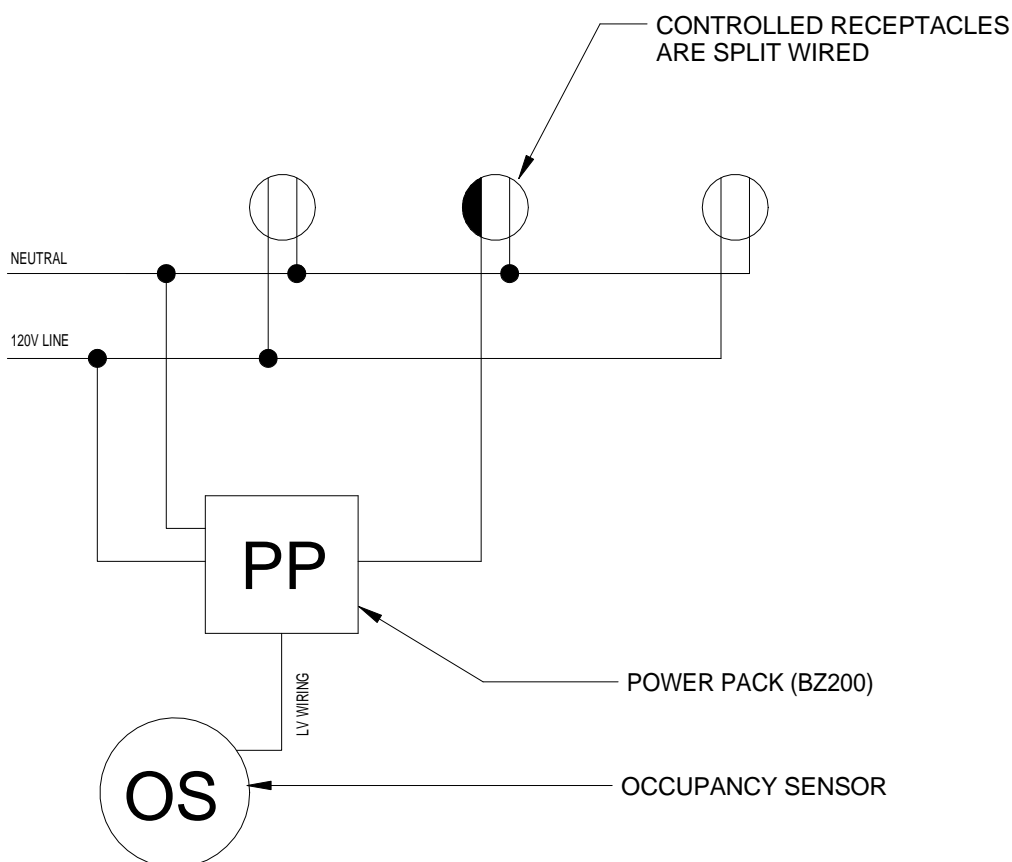 CONTROLLED RECEPTACLES
ARE SPLIT WIRED
NEUTRAL
120V LINE
PP
LV WIRING
POWER PACK (BZ200)
OS
OCCUPANCY SENSOR